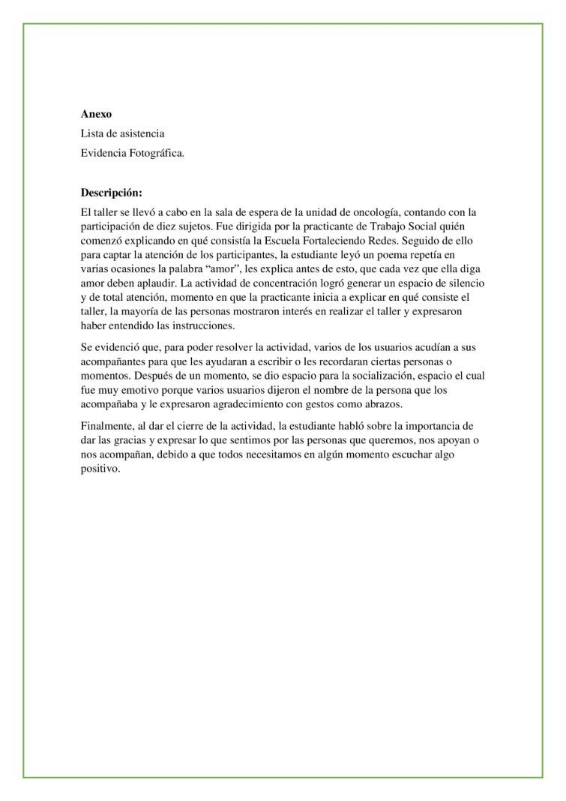 Anexo
Lista de asistencia
Evidencia Fotográfica.
Descripción:
El taller se llevó a cabo en la sala de espera de la unidad de oncología, contando con la
participación de diez sujetos. Fue dirigida por la practicante de Trabajo Social quién
comenzó explicando en qué consistía la Escuela Fortaleciendo Redes. Seguido de ello
para captar la atención de los participantes, la estudiante leyó un poema repetía en
varias ocasiones la palabra “amor”, les explica antes de esto, que cada vez que ella diga
amor deben aplaudir. La actividad de concentración logró generar un espacio de silencio
y de total atención, momento en que la practicante inicia a explicar en qué consiste el
taller, la mayoría de las personas mostraron interés en realizar el taller y expresaron
haber entendido las instrucciones.
Se evidenció que, para poder resolver la actividad, varios de los usuarios acudían a sus
acompañantes para que les ayudaran a escribir o les recordaran ciertas personas o
momentos. Después de un momento, se dio espacio para la socialización, espacio el cual
fue muy emotivo porque varios usuarios dijeron el nombre de la persona que los
acompañaba y le expresaron agradecimiento con gestos como abrazos.
Finalmente, al dar el cierre de la actividad, la estudiante habló sobre la importancia de
dar las gracias y expresar lo que sentimos por las personas que queremos, nos apoyan o
nos acompañan, debido a que todos necesitamos en algún momento escuchar algo
positivo.